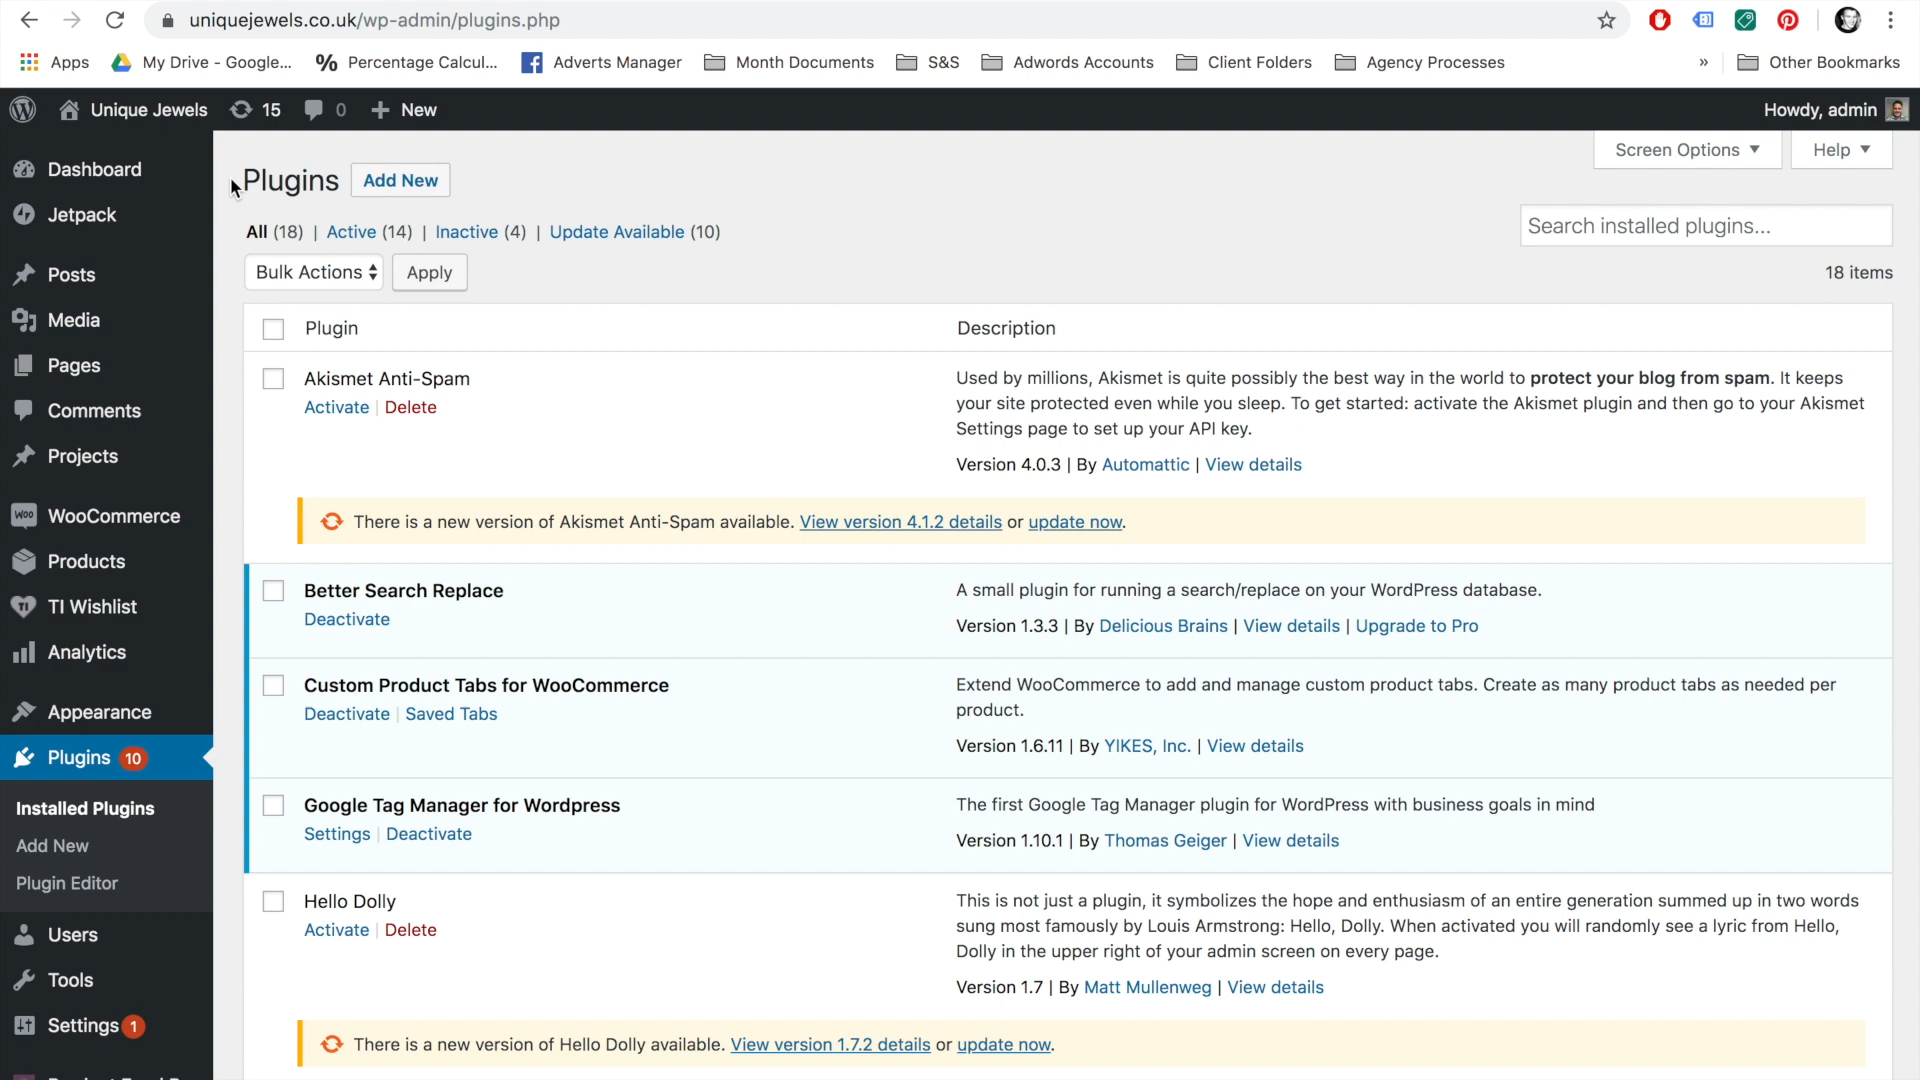 uniquejewels.co.uk/wp-admin/plugins.php
Apps My Drive - Google... % Percentage Calcul... Adverts Manager Month Documents S&S Adwords Accounts Client Folders Agency Processes » Other Bookmarks
Unique Jewels 15 0 + New Howdy, admin
Dashboard
Jetpack
Posts
Media
Pages
Comments
Projects
WooCommerce
Products
TI Wishlist
Analytics
Appearance
Plugins 10
Installed Plugins
Add New
Plugin Editor
Users
Tools
Settings 1
Screen Options Help
Plugins Add New
All (18) | Active (14) | Inactive (4) | Update Available (10)
Search installed plugins...
Bulk Actions Apply
18 items
Plugin Description
Akismet Anti-Spam
Activate | Delete
Used by millions, Akismet is quite possibly the best way in the world to protect your blog from spam. It keeps
your site protected even while you sleep. To get started: activate the Akismet plugin and then go to your Akismet
Settings page to set up your API key.
Version 4.0.3 | By Automattic | View details
There is a new version of Akismet Anti-Spam available. View version 4.1.2 details or update now.
Better Search Replace
Deactivate
A small plugin for running a search/replace on your WordPress database.
Version 1.3.3 | By Delicious Brains | View details | Upgrade to Pro
Custom Product Tabs for WooCommerce
Deactivate | Saved Tabs
Extend WooCommerce to add and manage custom product tabs. Create as many product tabs as needed per
product.
Version 1.6.11 | By YIKES, Inc. | View details
Google Tag Manager for Wordpress
Settings | Deactivate
The first Google Tag Manager plugin for WordPress with business goals in mind
Version 1.10.1 | By Thomas Geiger | View details
Hello Dolly
Activate | Delete
This is not just a plugin, it symbolizes the hope and enthusiasm of an entire generation summed up in two words
sung most famously by Louis Armstrong: Hello, Dolly. When activated you will randomly see a lyric from Hello,
Dolly in the upper right of your admin screen on every page.
Version 1.7 | By Matt Mullenweg | View details
There is a new version of Hello Dolly available. View version 1.7.2 details or update now.